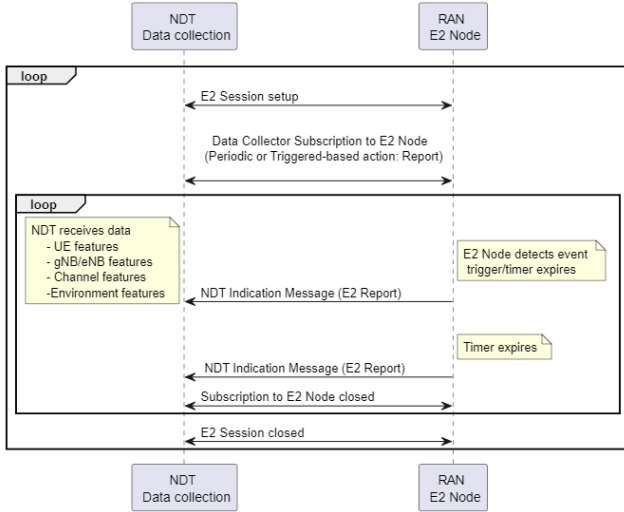 NDT
Data collection
RAN
E2 Node
loop
E2 Session setup
Data Collector Subscription to E2 Node
(Periodic or Triggered-based action: Report)
loop
NDT receives data
- UE features
- gNB/eNB features
- Channel features
-Environment features
E2 Node detects event
trigger/timer expires
NDT Indication Message (E2 Report)
Timer expires
NDT Indication Message (E2 Report)
Subscription to E2 Node closed
E2 Session closed
NDT
Data collection
RAN
E2 Node